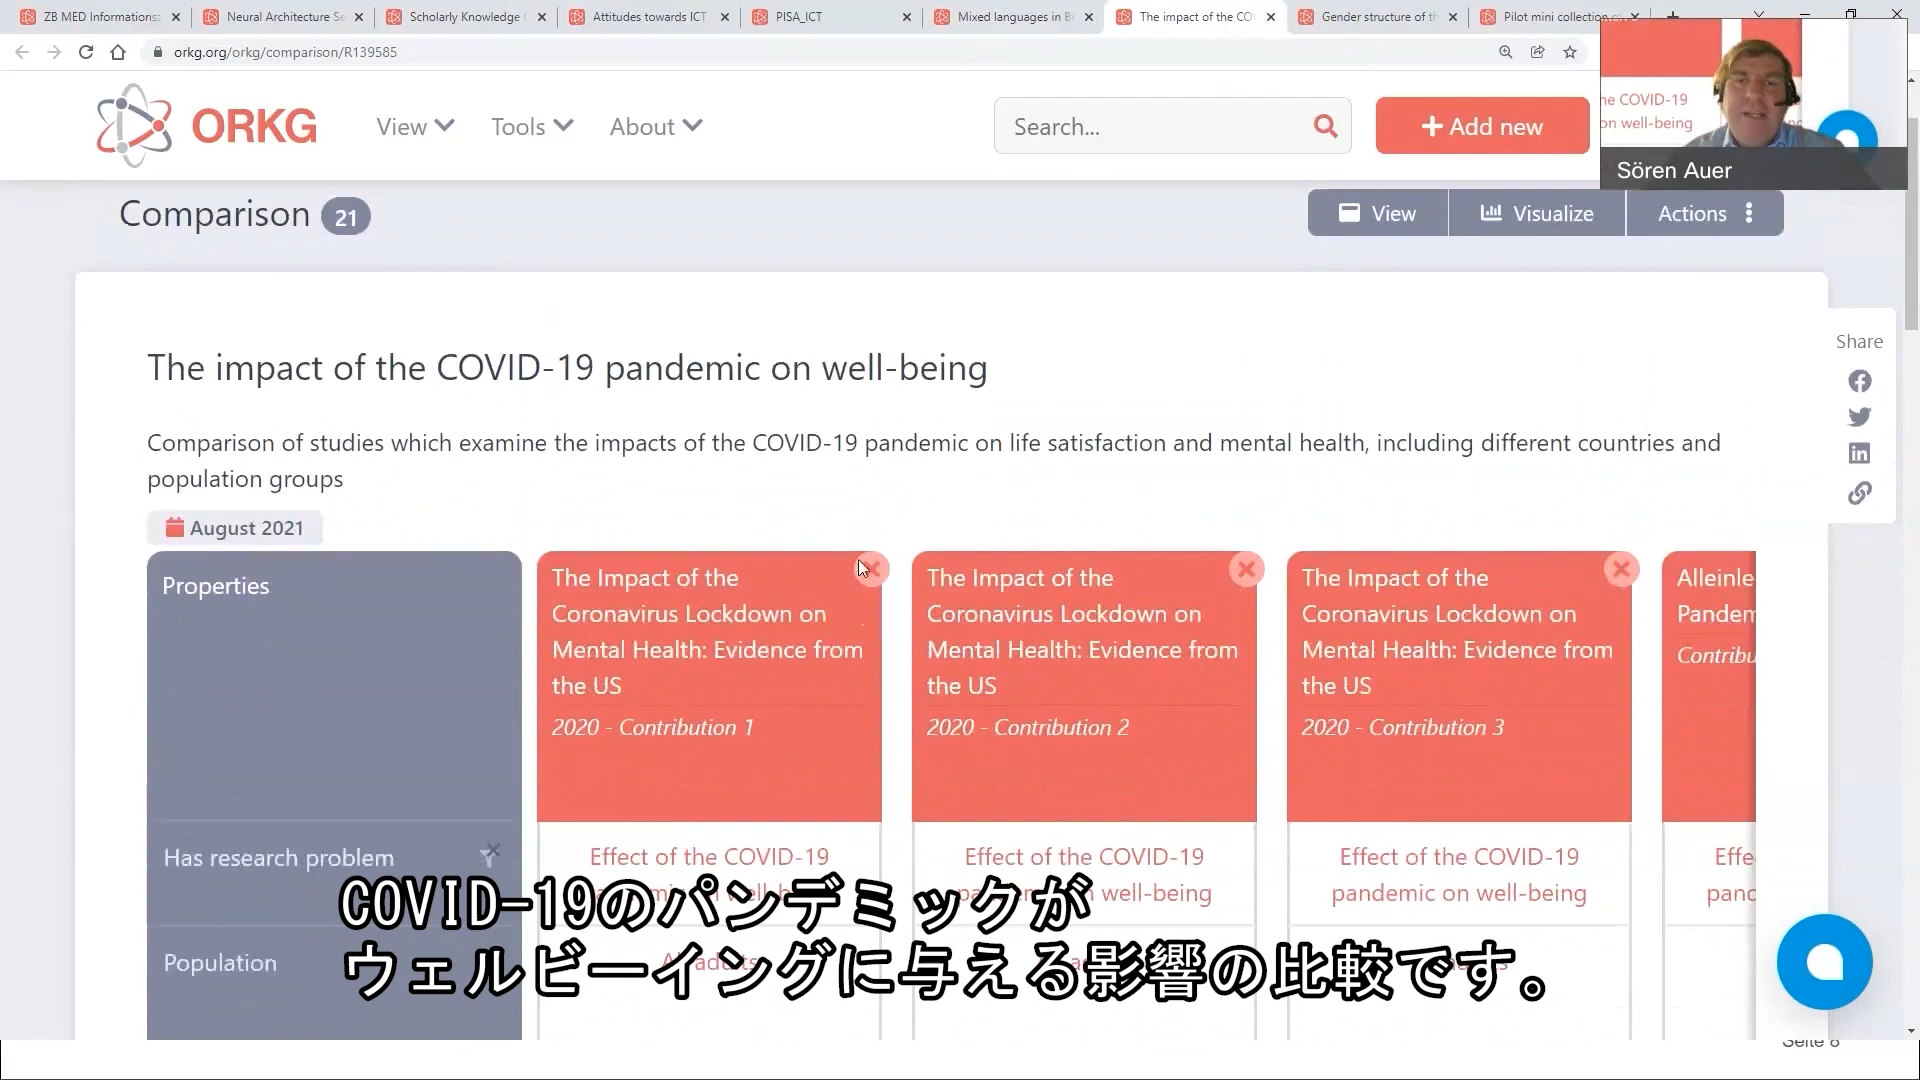 ZB MED Informations
Neural Architecture Se
Scholarly Knowledge
Attitudes towards ICT
PISA_ICT
Mixed languages in B
The impact of the CO
Gender structure of th
Pilot mini collection
orkg.org/orkg/comparison/R139585
ORKG
View
Tools
About
Search...
Add new
he COVID-19
on well-being
Sören Auer
Comparison 21
View
Visualize
Actions
Share
The impact of the COVID-19 pandemic on well-being
Comparison of studies which examine the impacts of the COVID-19 pandemic on life satisfaction and mental health, including different countries and
population groups
August 2021
Properties
The Impact of the
Coronavirus Lockdown on
Mental Health: Evidence from
the US
2020 - Contribution 1
The Impact of the
Coronavirus Lockdown on
Mental Health: Evidence from
the US
2020 - Contribution 2
The Impact of the
Coronavirus Lockdown on
Mental Health: Evidence from
the US
2020 - Contribution 3
Alleinle
Pandem
Contribu
Has research problem
Effect of the COVID-19
Effect of the COVID-19
well-being
Effect of the COVID-19
pandemic on well-being
Effe
panc
Population
COVID-19のパンデミックが
ウェルビーイングに与える影響の比較です。
Seite 8